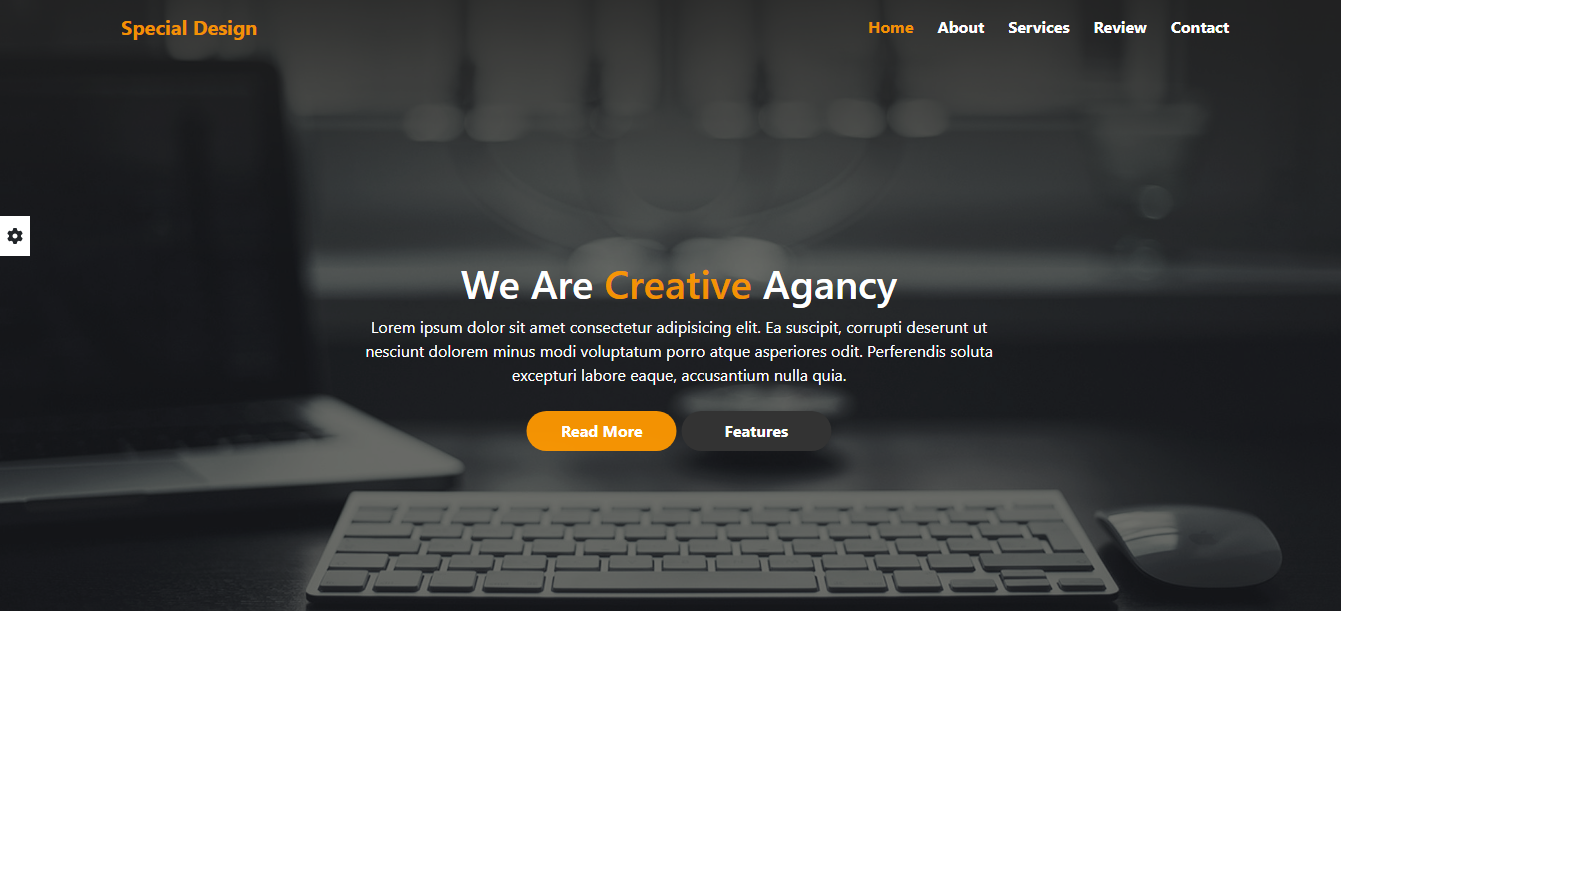 Special Design
Home About Services Review Contact
We Are Creative Agancy
Lorem ipsum dolor sit amet consectetur adipisicing elit. Ea suscipit, corrupti deserunt ut
nesciunt dolorem minus modi voluptatum porro atque asperiores odit. Perferendis soluta
excepturi labore eaque, accusantium nulla quia.
Read More Features